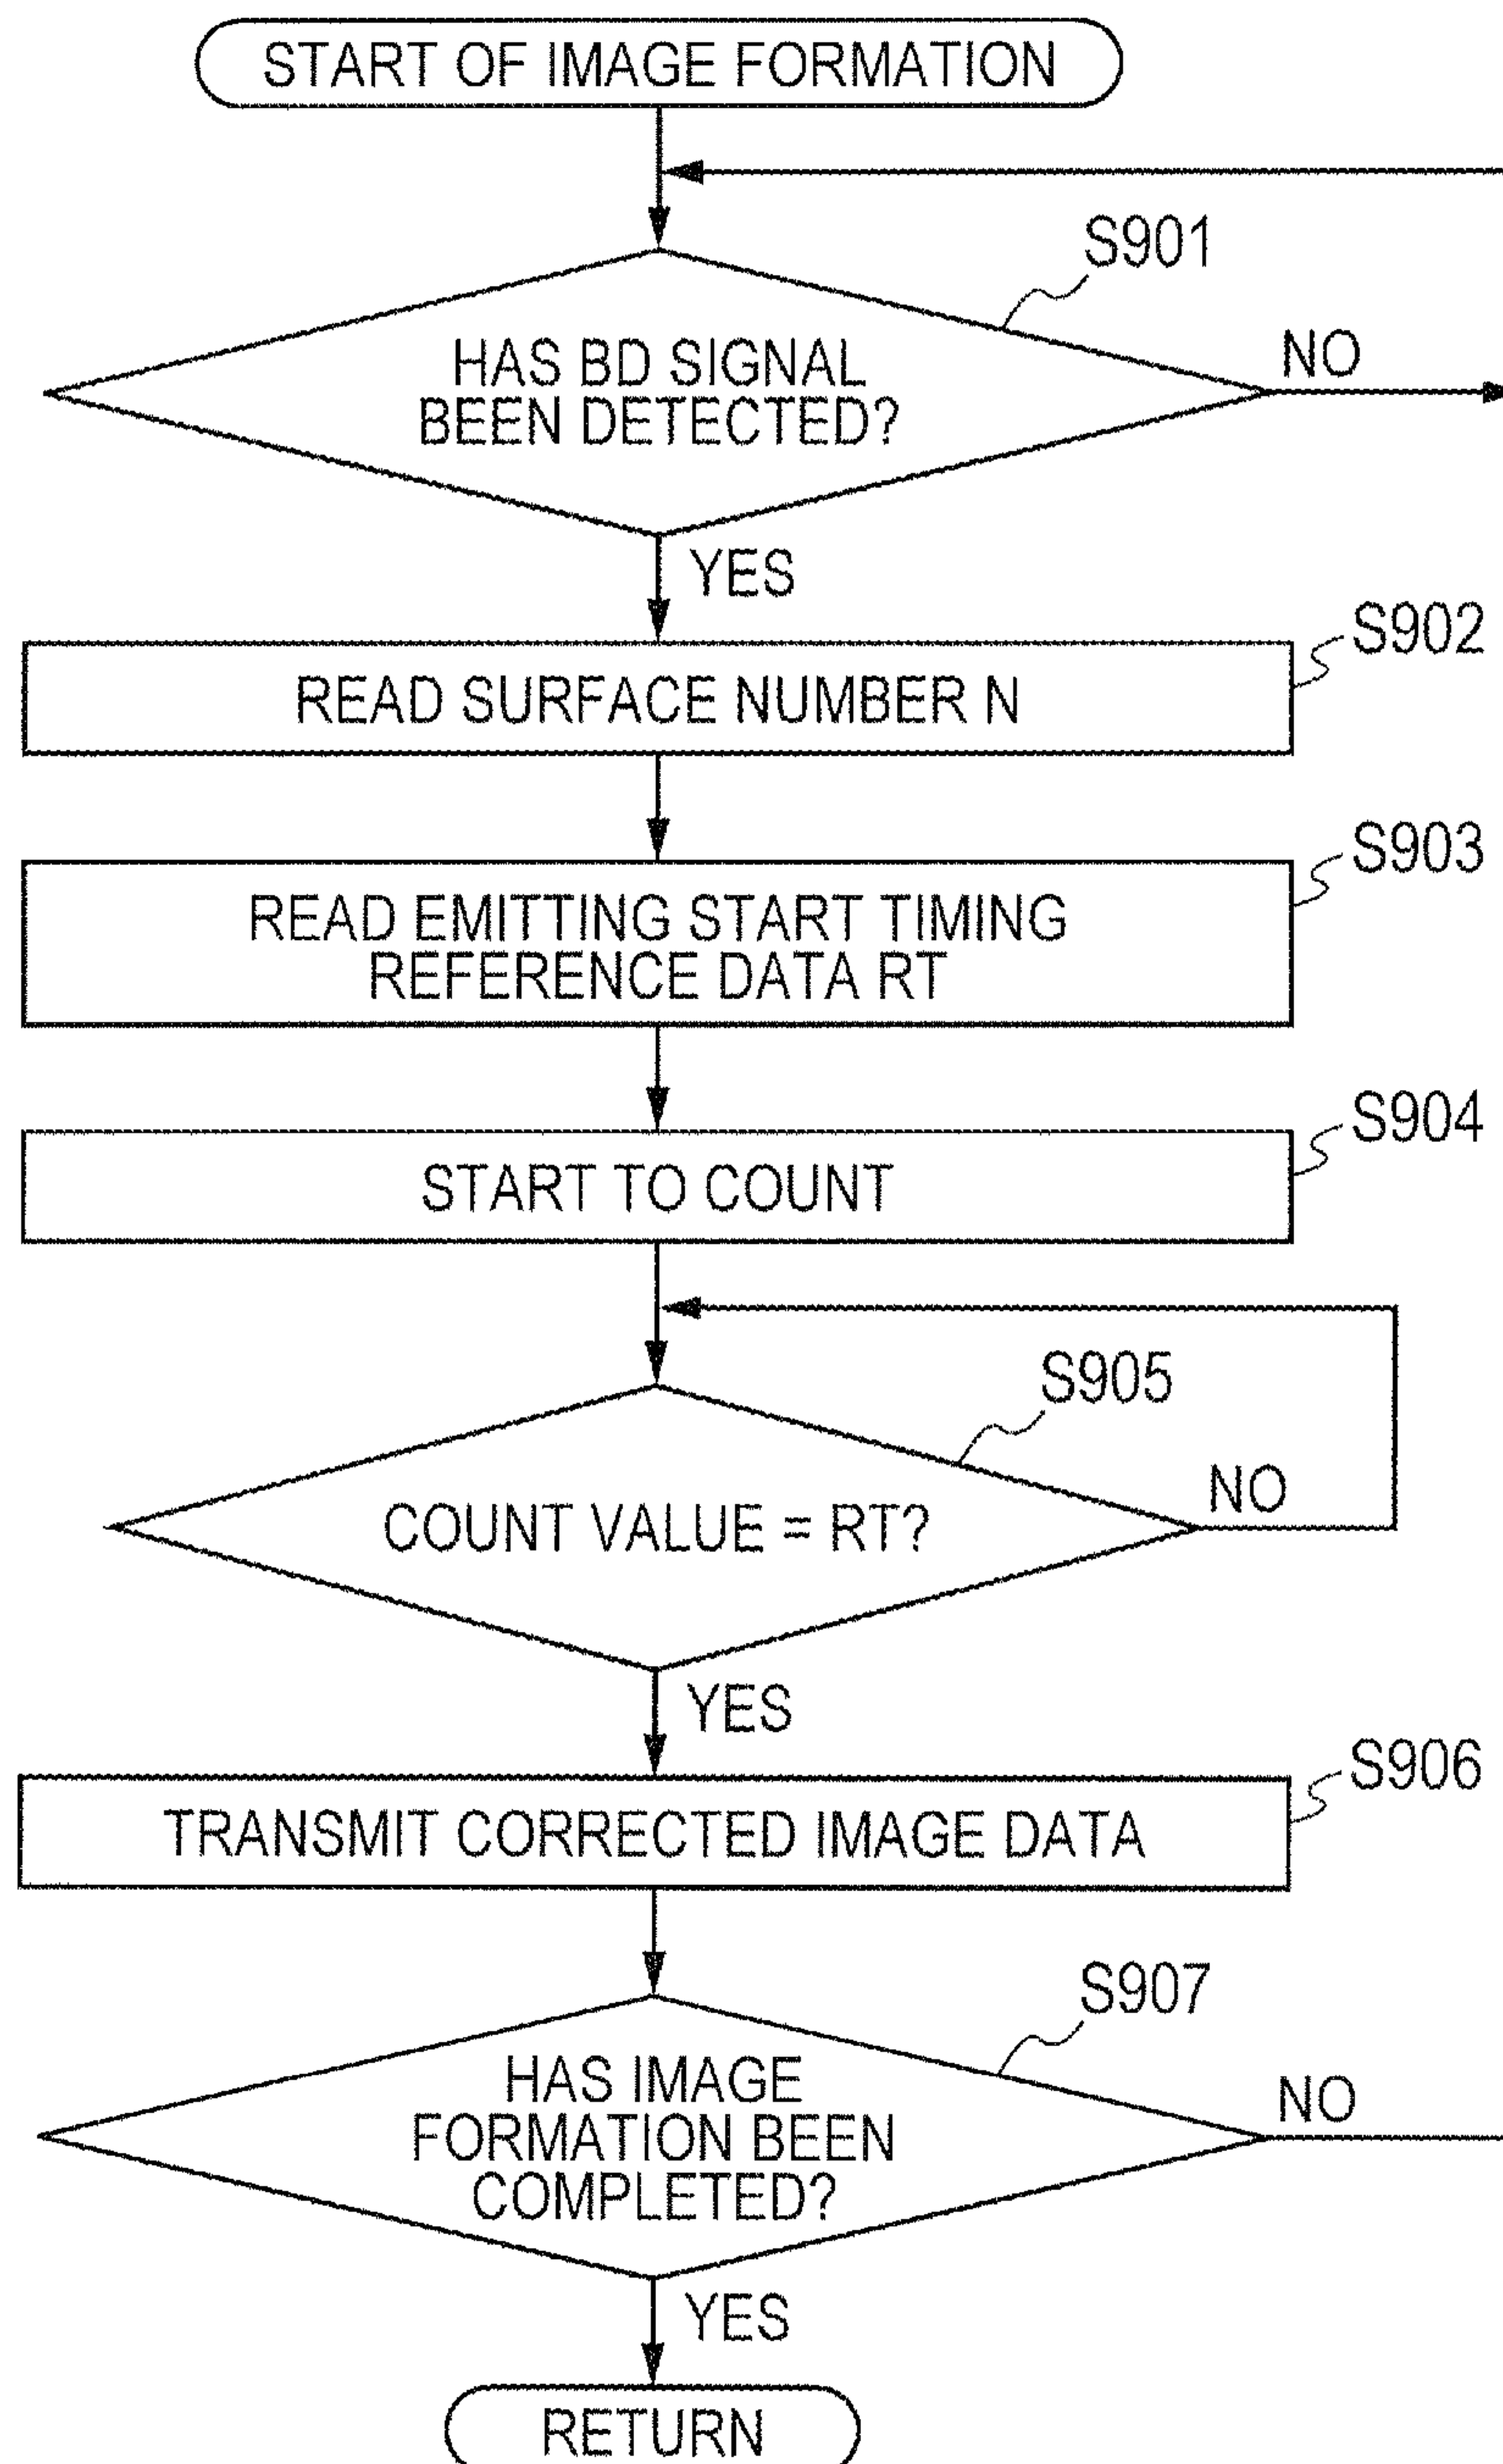 START OF IMAGE FORMATION
S901
HAS BD SIGNAL
BEEN DETECTED?
NO
YES
S902
READ SURFACE NUMBER N
S903
READ EMITTING START TIMING
REFERENCE DATA RT
S904
START TO COUNT
S905
COUNT VALUE = RT?
NO
YES
S906
TRANSMIT CORRECTED IMAGE DATA
S907
HAS IMAGE
FORMATION BEEN
COMPLETED?
NO
YES
RETURN